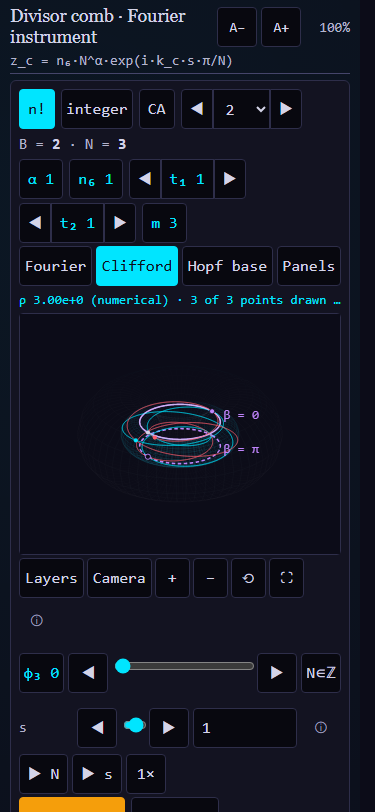 Divisor comb · Fourier instrument
A− A+ 100%
z_c = n₆·N^α·exp(i·k_c·s·π/N)
n! integer CA ◀ 2 ▶
B = 2 · N = 3
α 1 n₆ 1 ◀ t₁ 1 ▶
◀ t₂ 1 ▶ m 3
Fourier Clifford Hopf base Panels
ρ 3.00e+0 (numerical) · 3 of 3 points drawn …
β = 0
β = π
Layers Camera + − ⟲ ⛶
ⓘ
ϕ₃ 0 ◀ ▶ N∈ℤ
s ◀ ▶ 1 ⓘ
▶ N ▶ s 1×